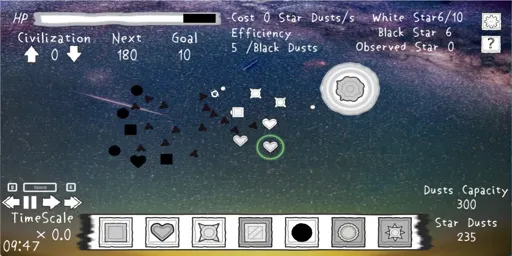 HP
Cost 0 Star Dusts/s
White Star6/10
Civilization
Next
Goal
Efficiency
Black Star 6
0
180
10
5 /Black Dusts
Observed Star 0
?
Dusts Capacity
300
TimeScale
× 0.0
Star Dusts
235
09:47